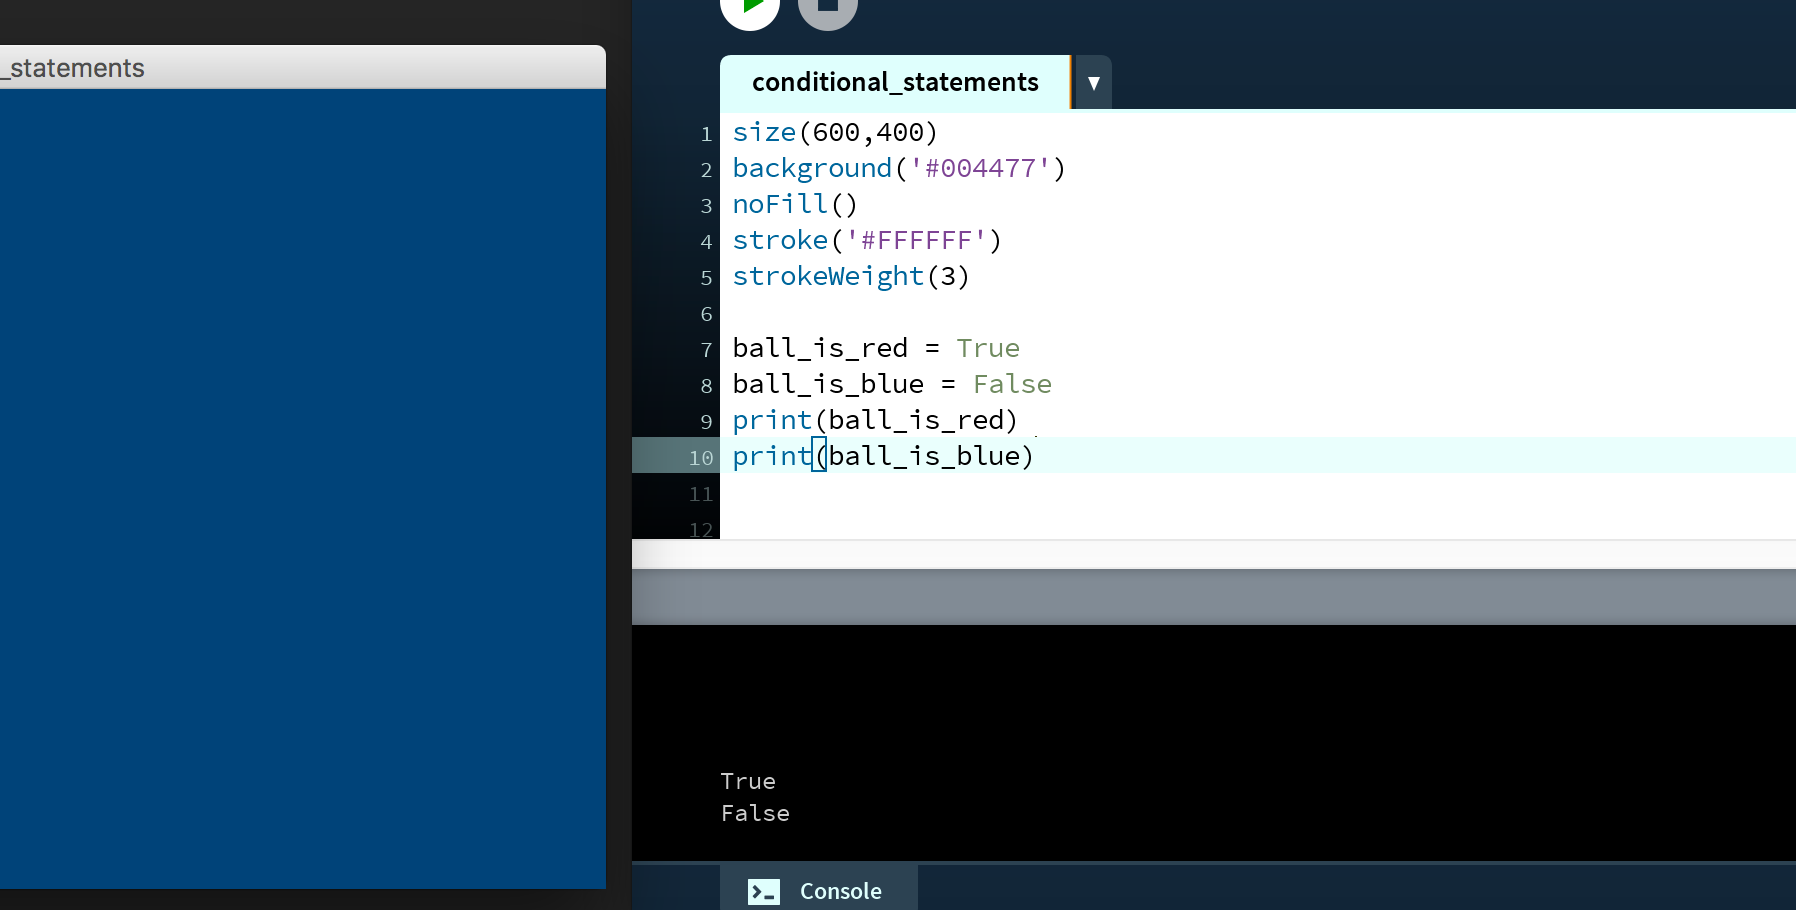 _statements
conditional_statements ▼
1 size(600,400)
2 background('#004477')
3 noFill()
4 stroke('#FFFFFF')
5 strokeWeight(3)
6
7 ball_is_red = True
8 ball_is_blue = False
9 print(ball_is_red)
10 print(ball_is_blue)
11
12
True
False
Console